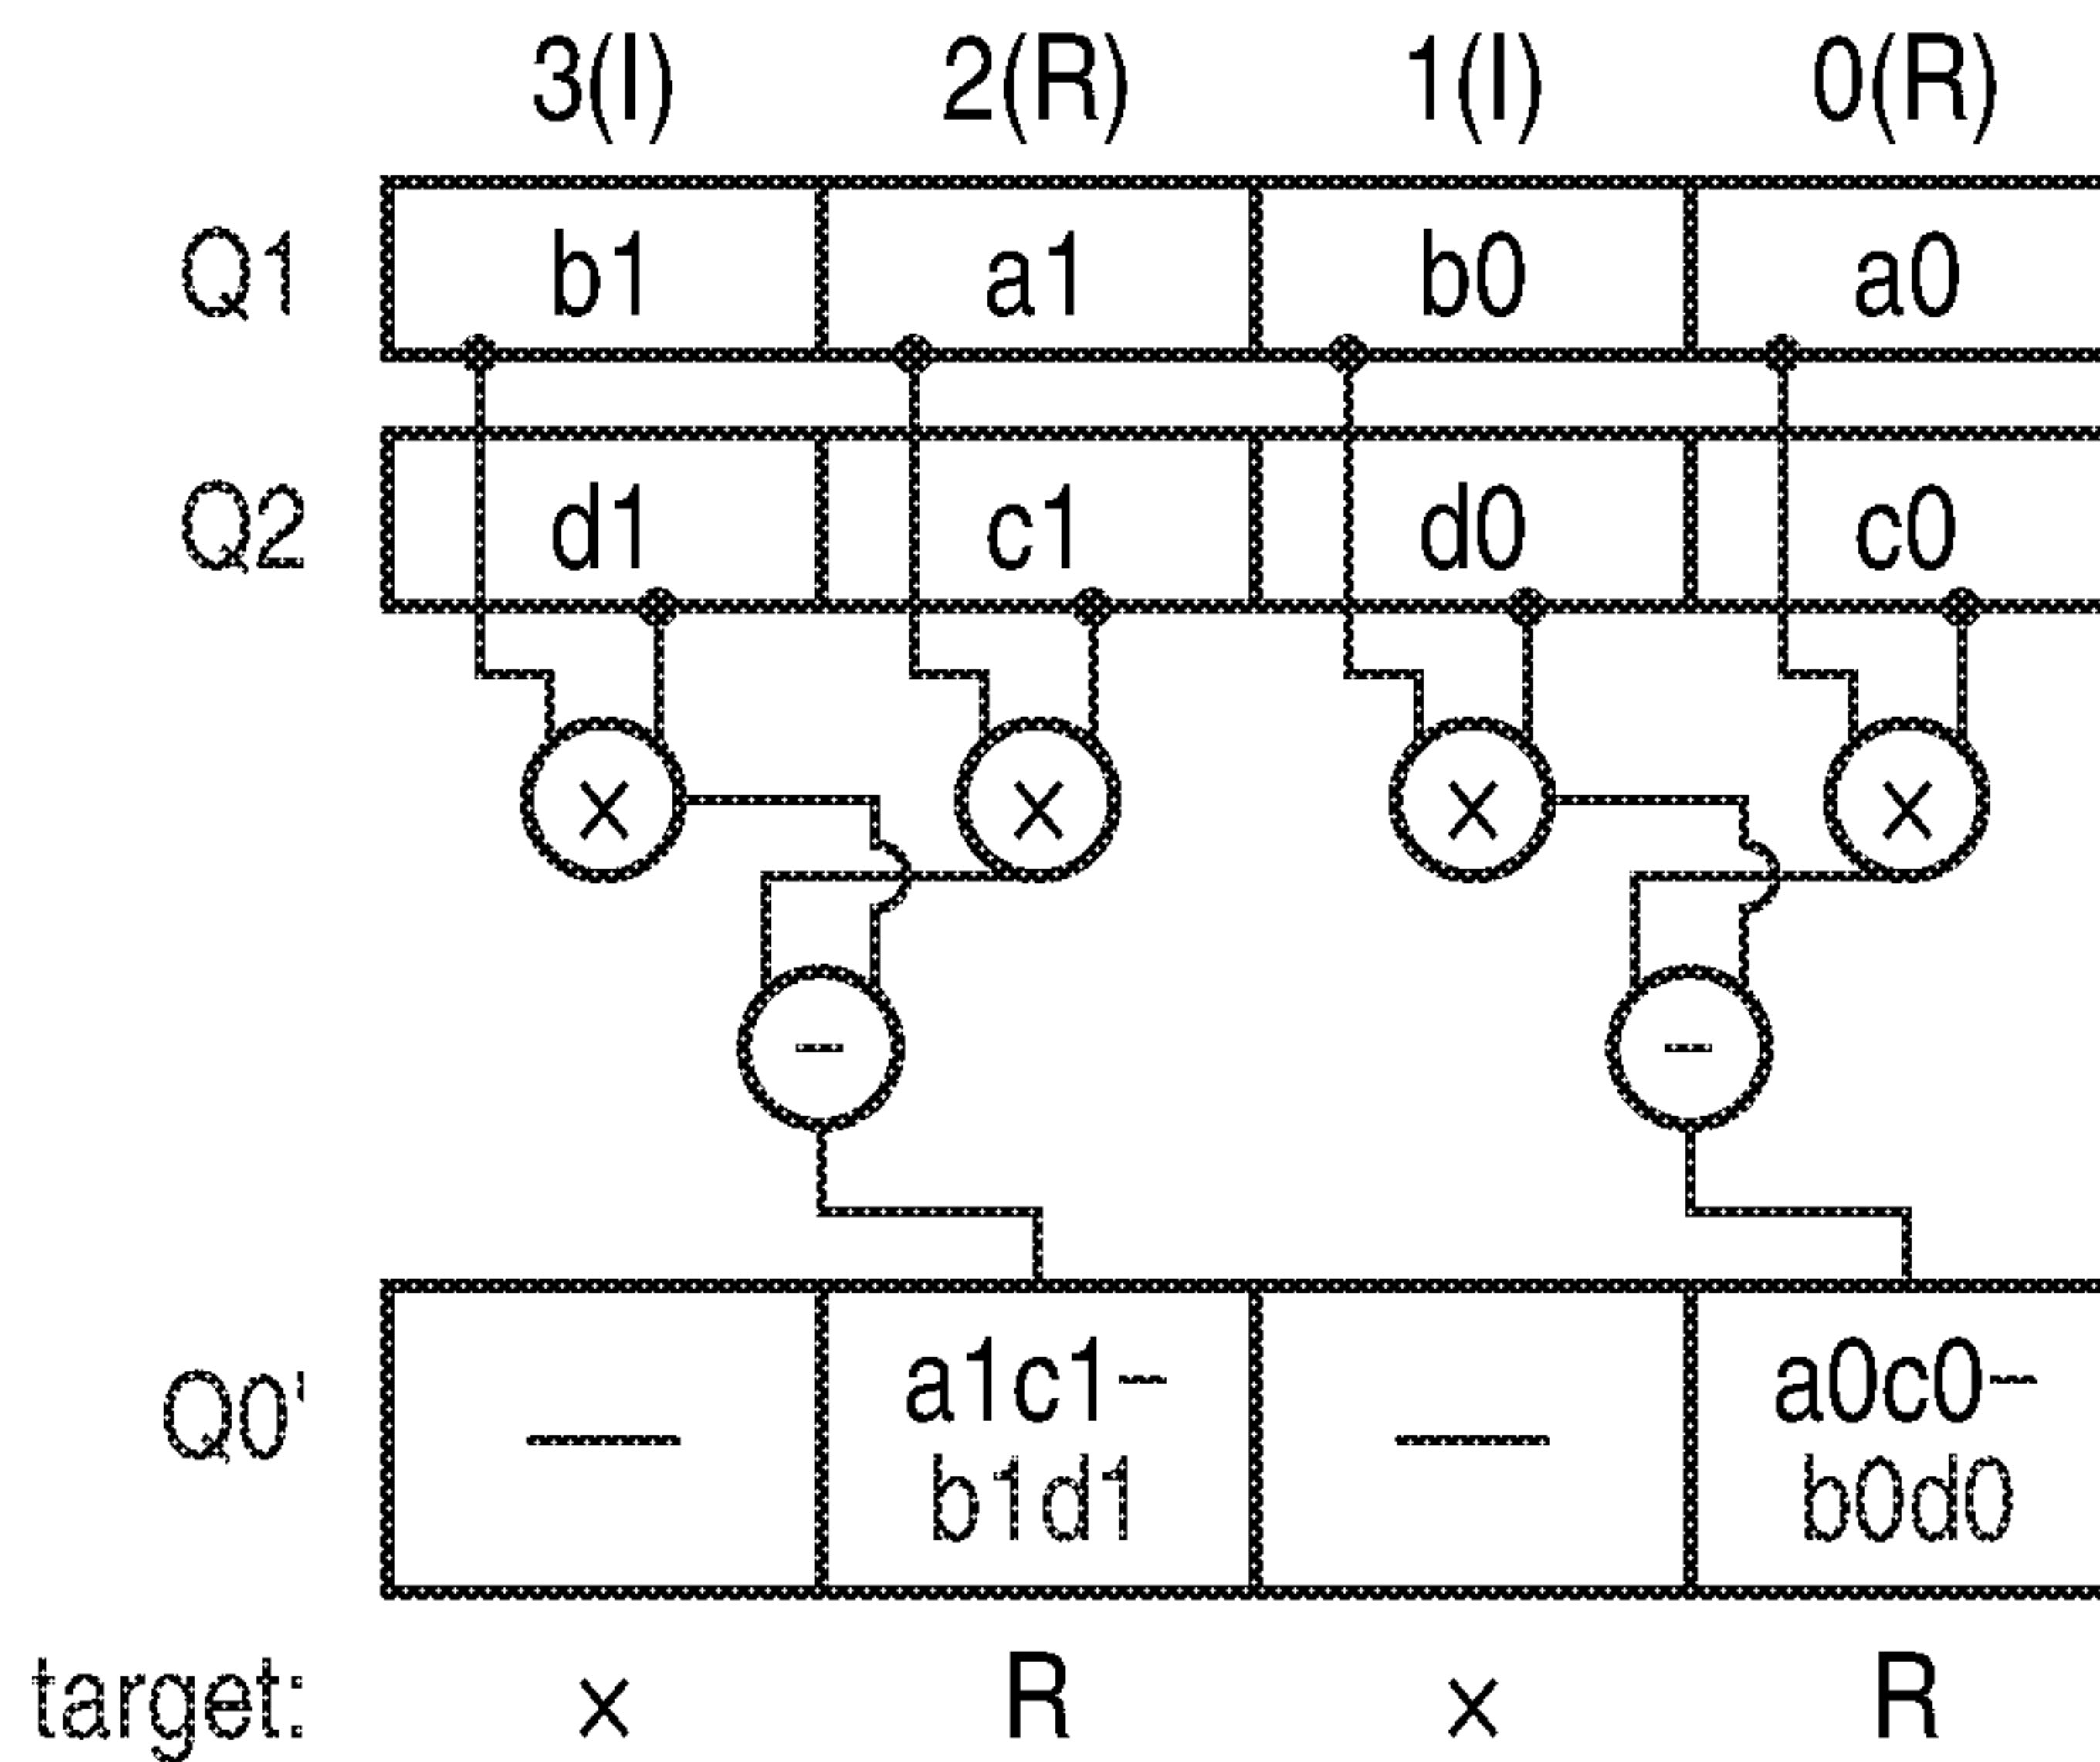 3(I) 2(R) 1(I) 0(R)
Q1 b1 a1 b0 a0
Q2 d1 c1 d0 c0
× × × ×
- -
Q0' — a1c1- — a0c0-
b1d1 b0d0
target: × R × R